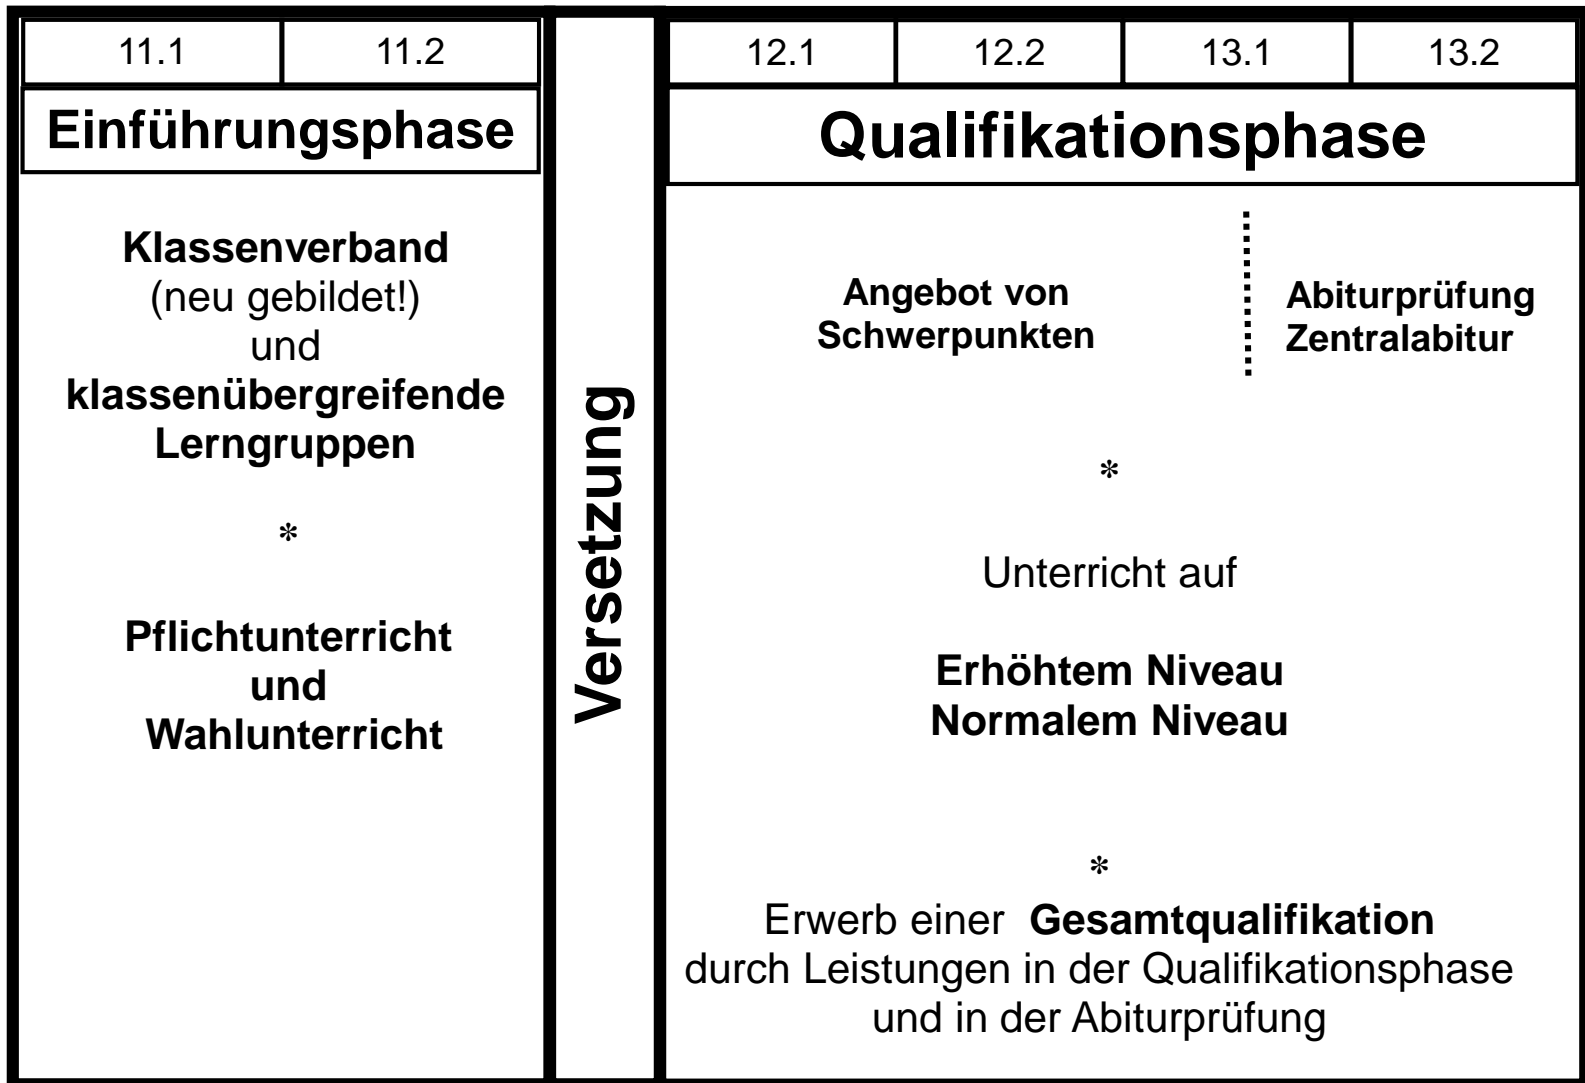 11.1 11.2
Einführungsphase
Klassenverband
(neu gebildet!)
und
klassenübergreifende
Lerngruppen
*
Pflichtunterricht
und
Wahlunterricht
Versetzung
12.1 12.2 13.1 13.2
Qualifikationsphase
Angebot von
Schwerpunkten
Abiturprüfung
Zentralabitur
*
Unterricht auf
Erhöhtem Niveau
Normalem Niveau
*
Erwerb einer Gesamtqualifikation
durch Leistungen in der Qualifikationsphase
und in der Abiturprüfung